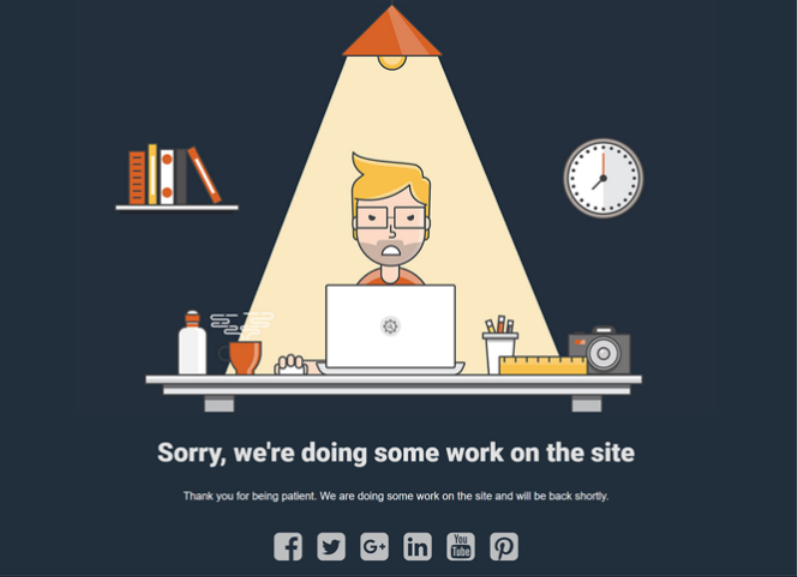 Sorry, we're doing some work on the site
Thank you for being patient. We are doing some work on the site and will be back shortly.
G+ in You Tube